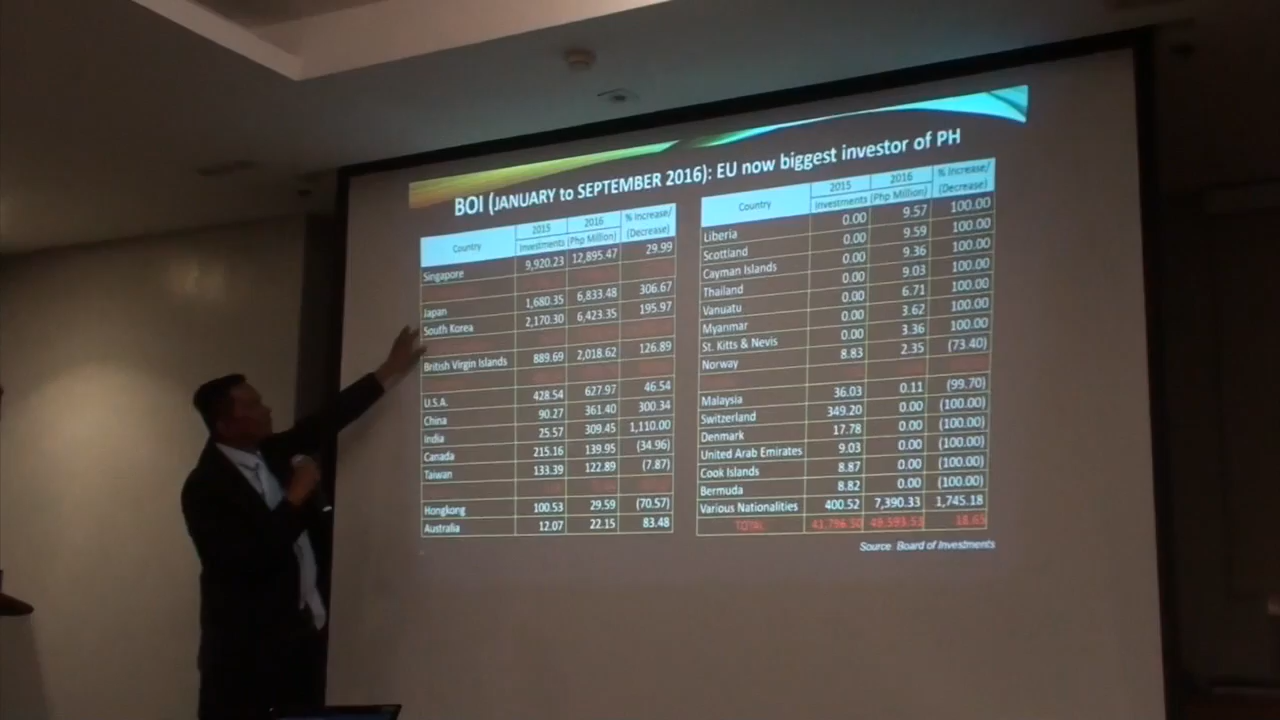 BOI (JANUARY to SEPTEMBER 2016): EU now biggest investor of PH
Country 2015 2016 % Increase/ (Decrease)
Investments (Php Million)
Singapore 9,920.23 12,895.47 29.99
Japan 1,680.35 6,833.48 306.67
South Korea 2,170.30 6,423.35 195.97
British Virgin Islands 889.69 2,018.62 126.89
U.S.A. 428.54 627.97 46.54
China 90.27 361.40 300.34
India 25.57 309.45 1,110.00
Canada 215.16 139.95 (34.96)
Taiwan 133.39 122.89 (7.87)
Hongkong 100.53 29.59 (70.57)
Australia 12.07 22.15 83.48
Country 2015 2016 % Increase/ (Decrease)
Investments (Php Million)
Liberia 0.00 9.57 100.00
Scottland 0.00 9.59 100.00
Cayman Islands 0.00 9.36 100.00
Thailand 0.00 9.03 100.00
Vanuatu 0.00 6.71 100.00
Myanmar 0.00 3.62 100.00
St. Kitts & Nevis 0.00 3.36 100.00
Norway 8.83 2.35 (73.40)
Malaysia 36.03 0.11 (99.70)
Switzerland 349.20 0.00 (100.00)
Denmark 17.78 0.00 (100.00)
United Arab Emirates 9.03 0.00 (100.00)
Cook Islands 8.87 0.00 (100.00)
Bermuda 8.82 0.00 (100.00)
Various Nationalities 400.52 7,390.33 1,745.18
TOTAL 18.65
Source: Board of Investments